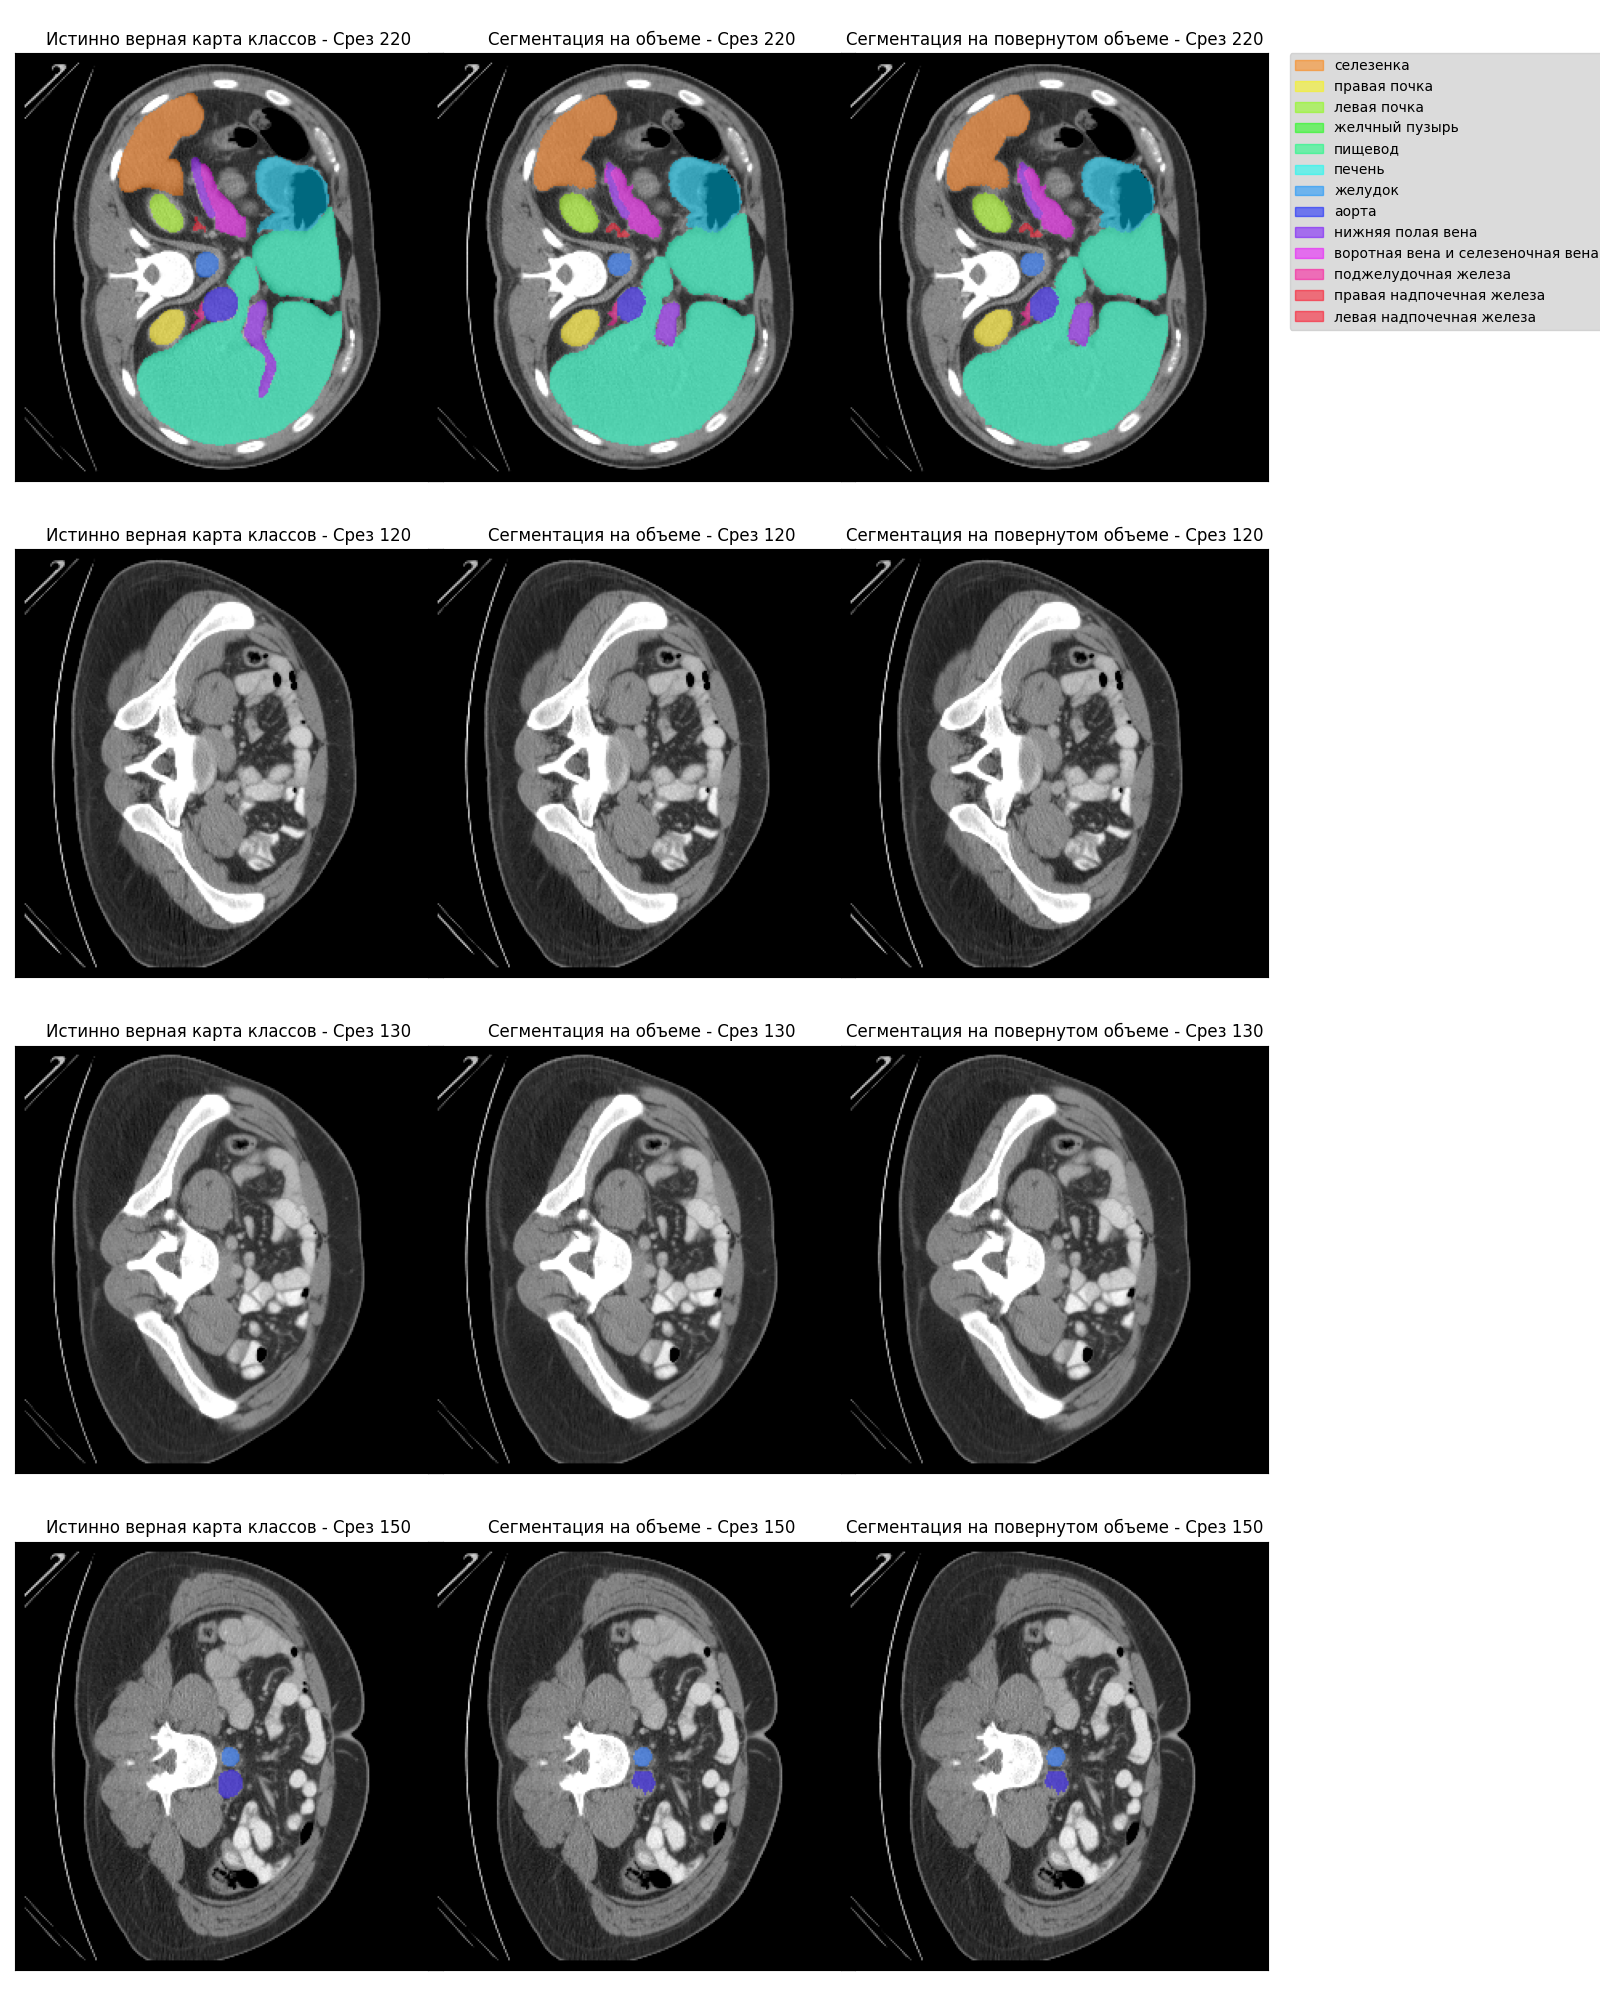 Истинно верная карта классов - Срез 220
Сегментация на объеме - Срез 220
Сегментация на повернутом объеме - Срез 220
селезенка
правая почка
левая почка
желчный пузырь
пищевод
печень
желудок
аорта
нижняя полая вена
воротная вена и селезеночная вена
поджелудочная железа
правая надпочечная железа
левая надпочечная железа
Истинно верная карта классов - Срез 120
Сегментация на объеме - Срез 120
Сегментация на повернутом объеме - Срез 120
Истинно верная карта классов - Срез 130
Сегментация на объеме - Срез 130
Сегментация на повернутом объеме - Срез 130
Истинно верная карта классов - Срез 150
Сегментация на объеме - Срез 150
Сегментация на повернутом объеме - Срез 150